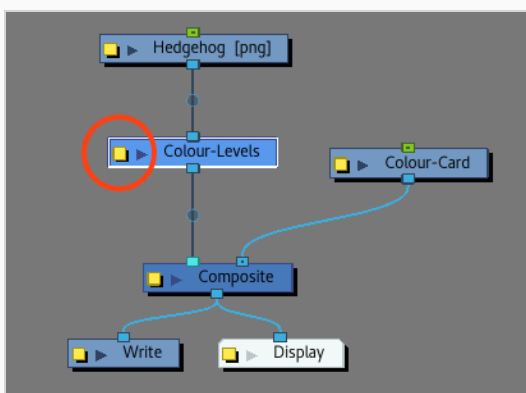 Hedgehog [png]
Colour-Levels
Colour-Card
Composite
Write
Display